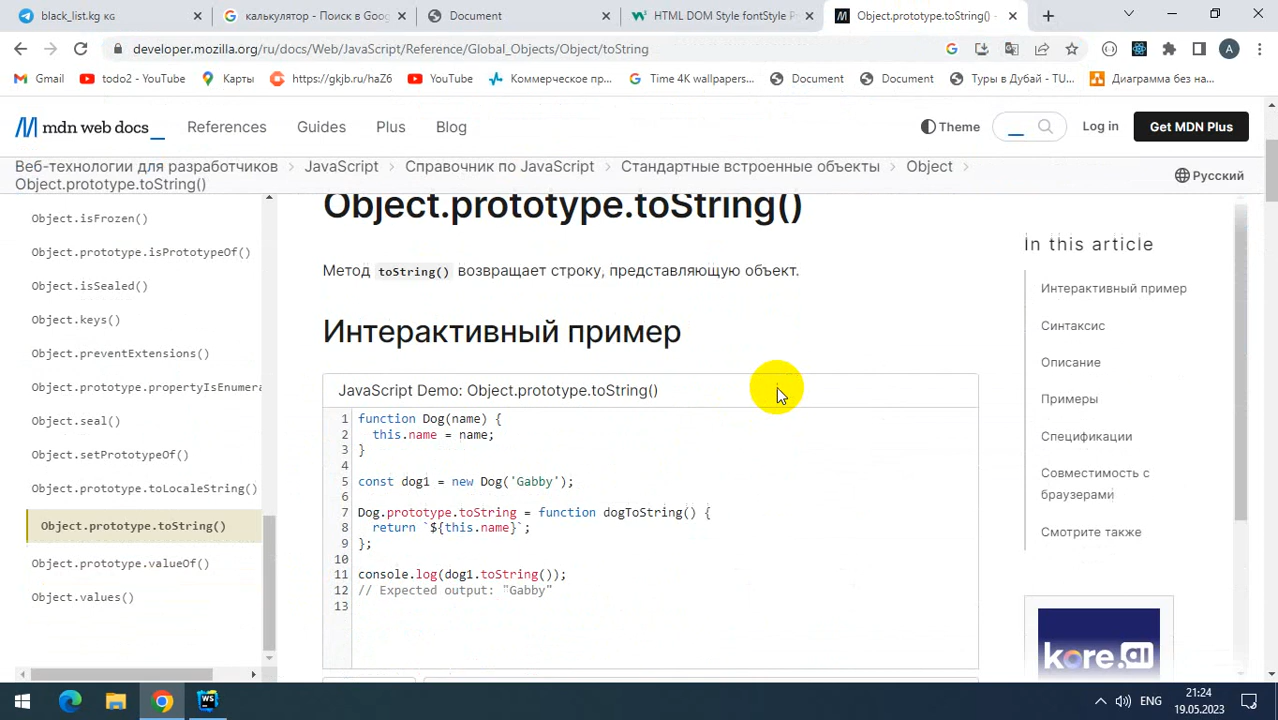 black_list.kg kg
калькулятор - Поиск в Goog
Document
HTML DOM Style fontStyle P
Object.prototype.toString() -
developer.mozilla.org/ru/docs/Web/JavaScript/Reference/Global_Objects/Object/toString
A
Gmail
todo2 - YouTube
Карты
https://gkjb.ru/haZ6
YouTube
Коммерческое пр...
Time 4K wallpapers...
Document
Document
Туры в Дубай - TU...
Диаграмма без на...
mdn web docs
References
Guides
Plus
Blog
Theme
Log in
Get MDN Plus
Веб-технологии для разработчиков
JavaScript
Справочник по JavaScript
Стандартные встроенные объекты
Object
Object.prototype.toString()
Русский
Object.isFrozen()
Object.prototype.isPrototypeOf()
Object.isSealed()
Object.keys()
Object.preventExtensions()
Object.prototype.propertyIsEnumera
Object.seal()
Object.setPrototypeOf()
Object.prototype.toLocaleString()
Object.prototype.toString()
Object.prototype.valueOf()
Object.values()
Object.prototype.toString()
Метод toString() возвращает строку, представляющую объект.
Интерактивный пример
JavaScript Demo: Object.prototype.toString()
1 function Dog(name) {
2 this.name = name;
3 }
4
5 const dog1 = new Dog('Gabby');
6
7 Dog.prototype.toString = function dogToString() {
8 return `${this.name}`;
9 };
10
11 console.log(dog1.toString());
12 // Expected output: "Gabby"
13
In this article
Интерактивный пример
Синтаксис
Описание
Примеры
Спецификации
Совместимость с
браузерами
Смотрите также
kore.ai
WS
ENG
21:24
19.05.2023